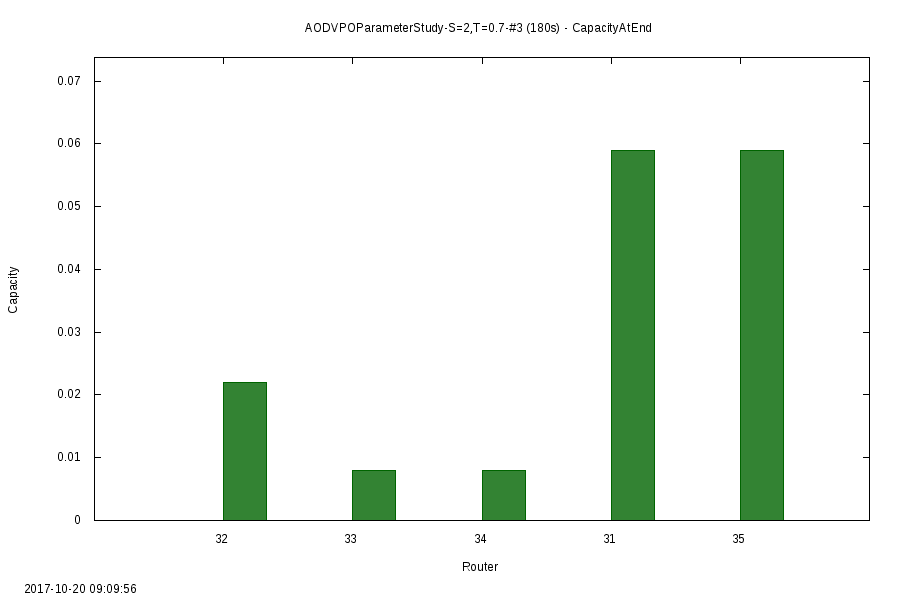 AODVPOParameterStudy-S=2,T=0.7-#3 (180s) - CapacityAtEnd
0.07
0.06
0.05
0.04
0.03
0.02
0.01
0
Capacity
32 33 34 31 35
Router
2017-10-20 09:09:56